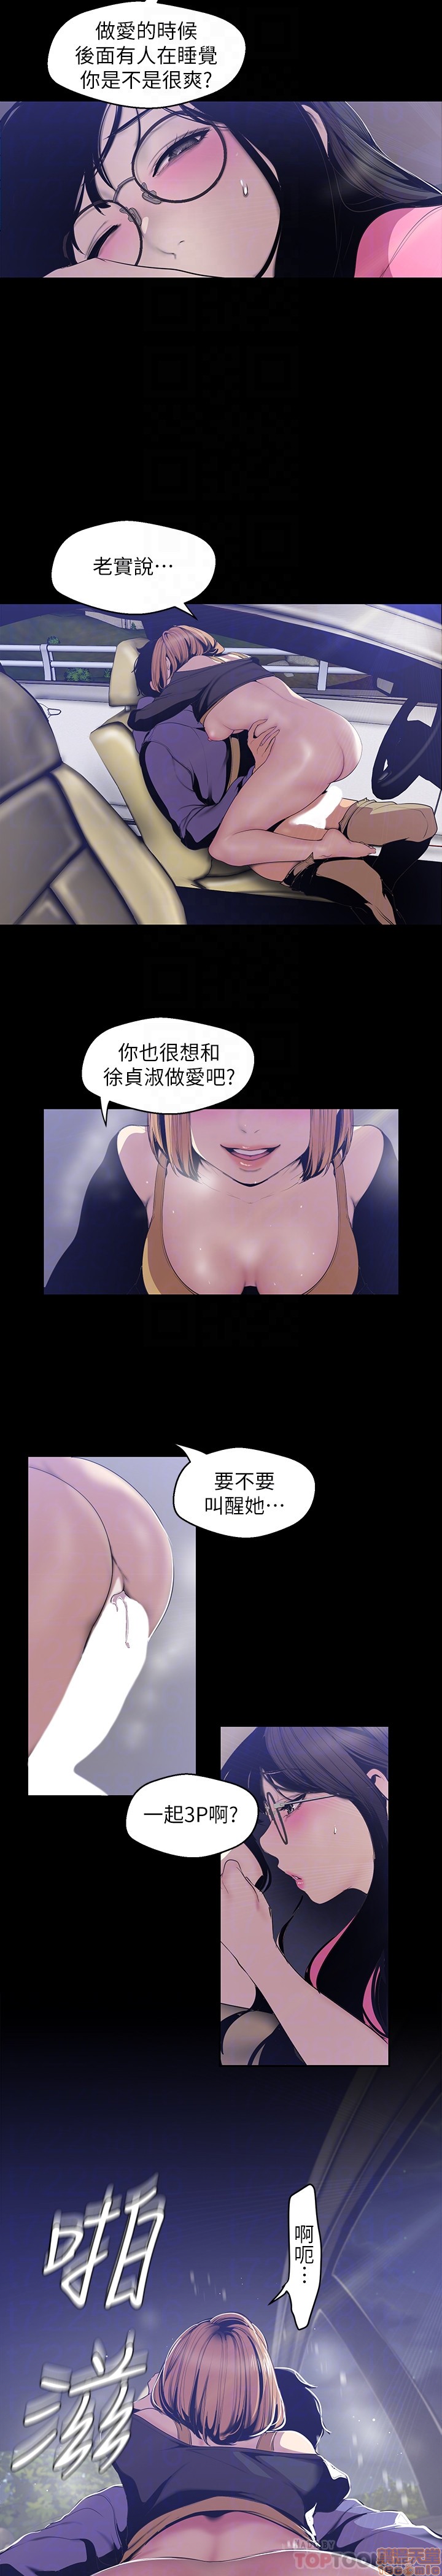 做愛的時候
後面有人在睡覺
你是不是很爽?
老實說…
你也很想和
徐貞淑做愛吧?
要不要
叫醒她…
一起3P啊?
啊呃…
啪
滋